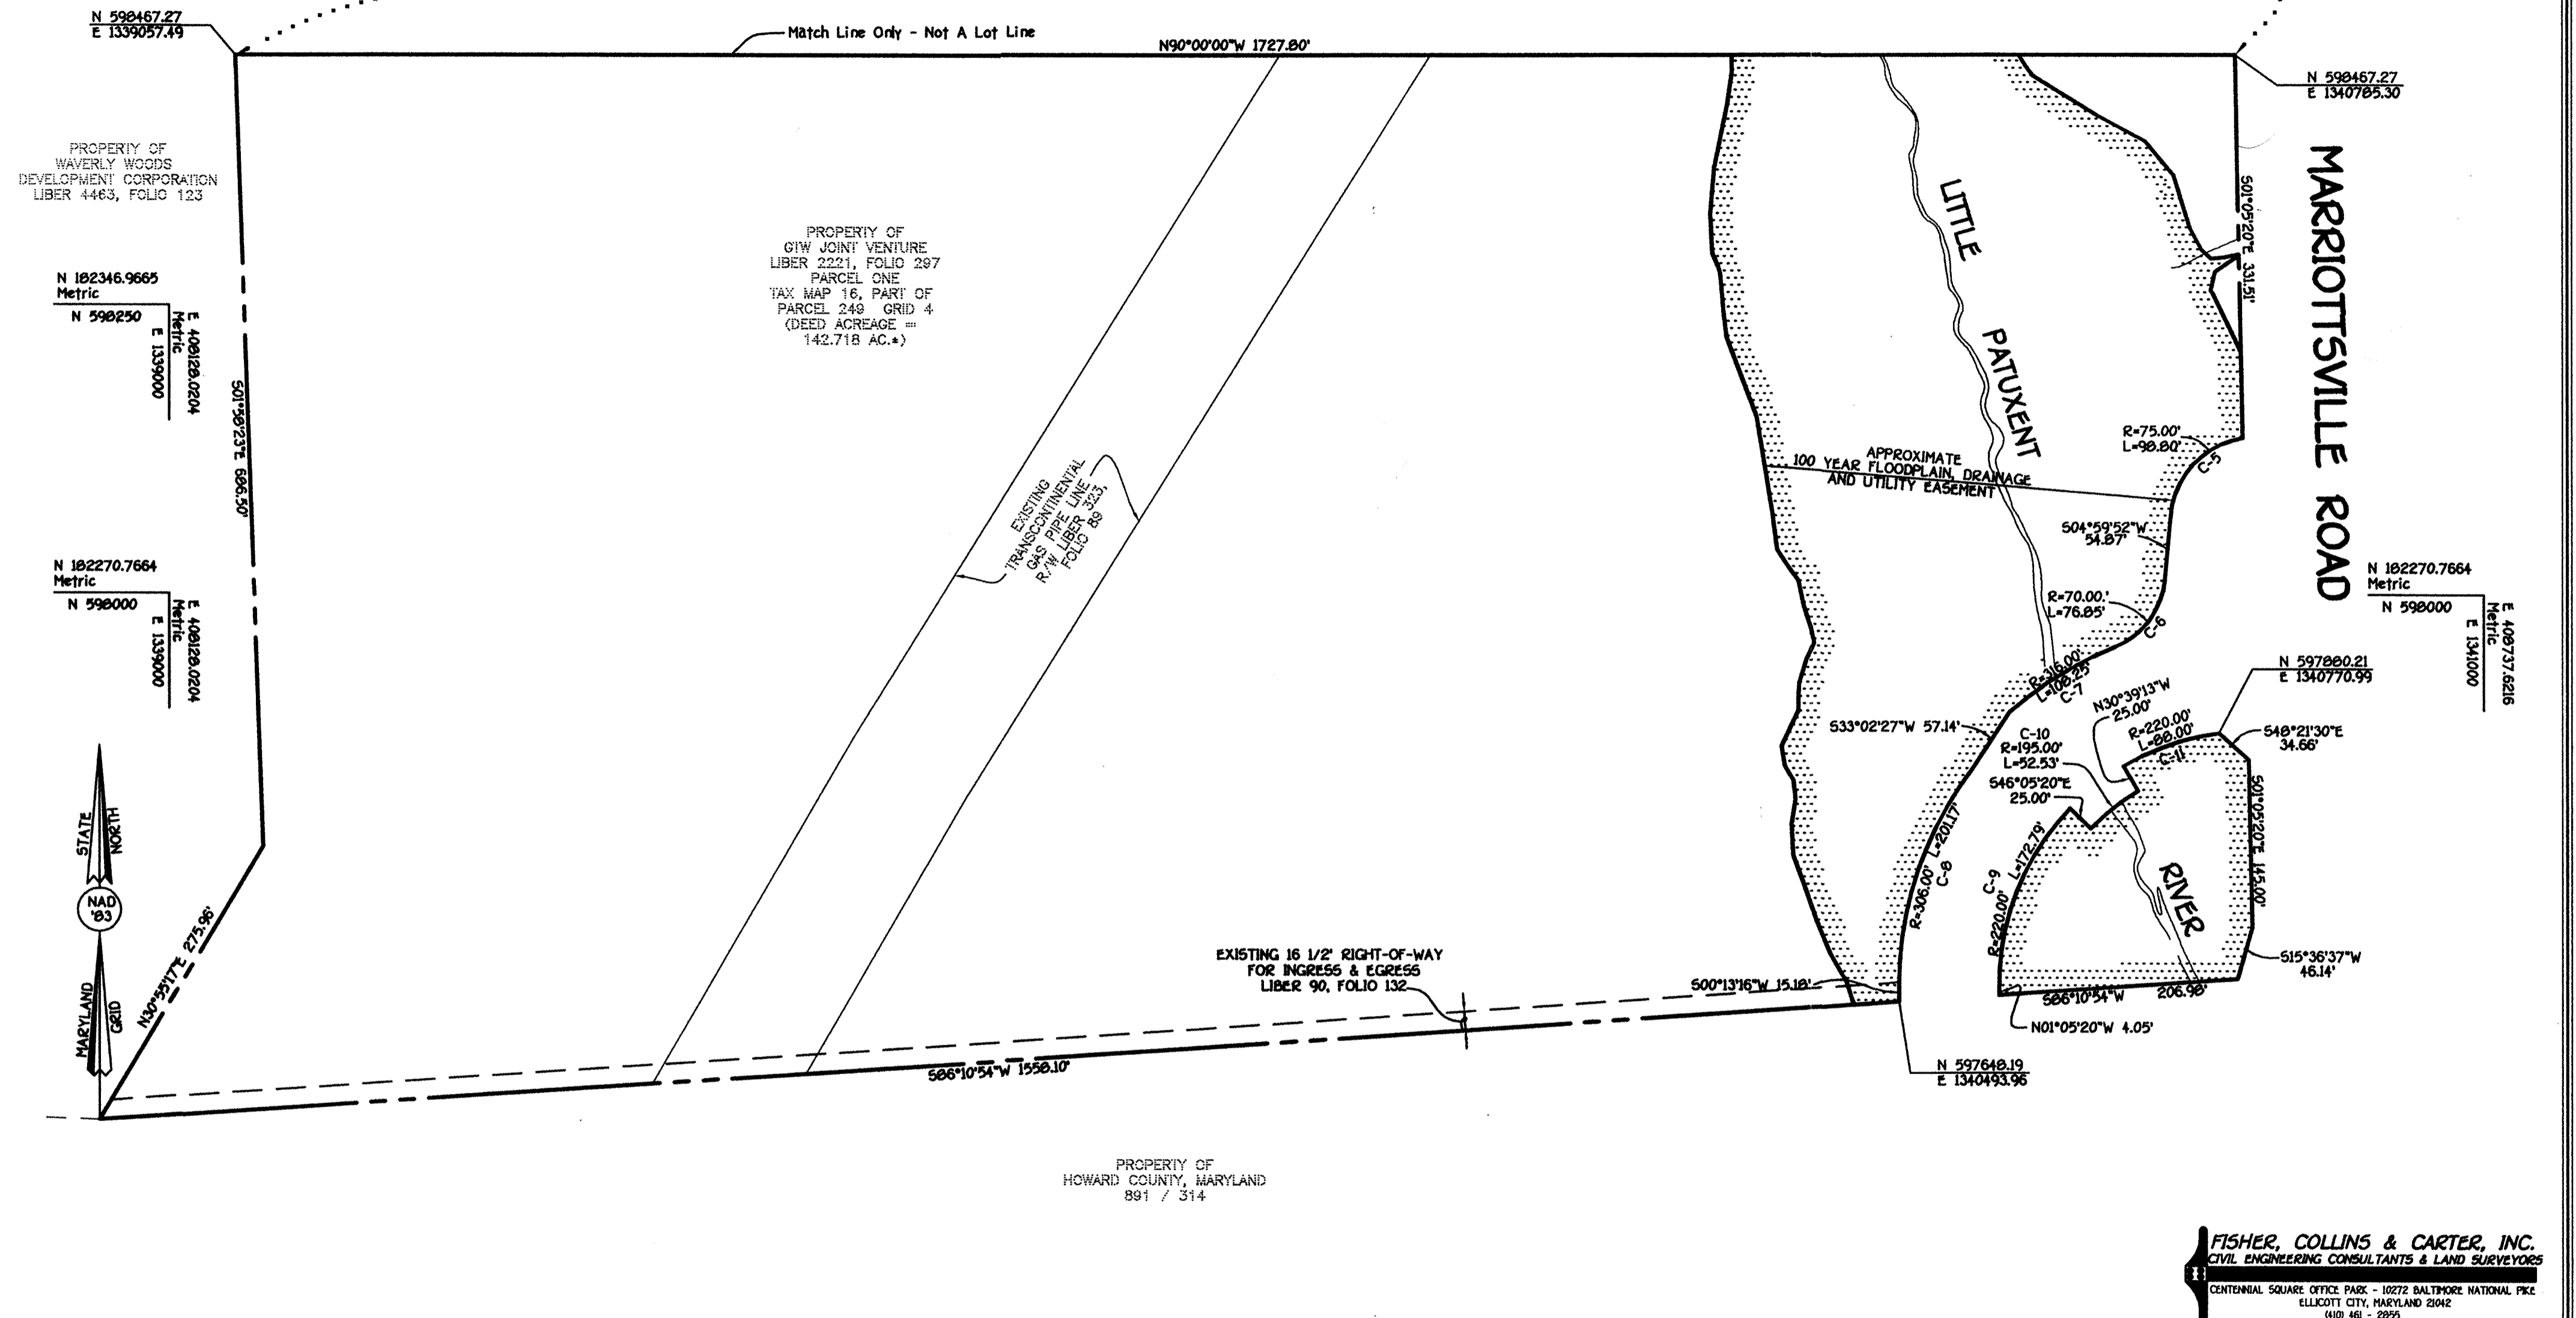 N 598467.27
E 1339057.49
Match Line Only - Not A Lot Line
N90°00'00"W 1727.80'
N 598467.27
E 1340785.30
PROPERTY OF
WAVERLY WOODS
DEVELOPMENT CORPORATION
LIBER 4463, FOLIO 123
PROPERTY OF
GTW JOINT VENTURE
LIBER 2221, FOLIO 297
PARCEL ONE
TAX MAP 16, PART OF
PARCEL 249 GRID 4
(DEED ACREAGE =
142.718 AC.*)
LITTLE
PATUXENT
RIVER
S01°05'20"E 331.51'
MARRIOTTSVILLE ROAD
N 182346.9665
Metric
N 598250
E 408128.0204
Metric
E 1339000
S01°58'23"E 686.50'
EXISTING
TRANSCONTINENTAL
GAS PIPE LINE
R/W LIBER 323,
FOLIO 89
APPROXIMATE
100 YEAR FLOODPLAIN, DRAINAGE
AND UTILITY EASEMENT
R=75.00'
L=98.80'
C-5
S04°59'52"W
54.87'
N 182270.7664
Metric
N 598000
E 408128.0204
Metric
E 1339000
R=70.00.'
L=76.85'
C-6
N 182270.7664
Metric
N 598000
E 408737.6216
Metric
E 1341000
R=316.00'
L=108.25'
C-7
N 597880.21
E 1340770.99
N30°39'13"W
25.00'
R=220.00'
L=88.00'
C-11
S48°21'30"E
34.66'
S33°02'27"W 57.14'
C-10
R=195.00'
L=52.53'
S46°05'20"E
25.00'
S01°05'20"E 145.00'
R=306.00' L=201.17'
C-8
C-9
R=220.00' L=172.79'
STATE
NORTH
NAD
'83
MARYLAND
GRID
N30°55'17"E 275.96'
EXISTING 16 1/2' RIGHT-OF-WAY
FOR INGRESS & EGRESS
LIBER 90, FOLIO 132
S00°13'16"W 15.18'
S15°36'37"W
46.14'
S86°10'54"W 206.98'
N01°05'20"W 4.05'
S86°10'54"W 1558.10'
N 597648.19
E 1340493.96
PROPERTY OF
HOWARD COUNTY, MARYLAND
891 / 314
FISHER, COLLINS & CARTER, INC.
CIVIL ENGINEERING CONSULTANTS & LAND SURVEYORS
CENTENNIAL SQUARE OFFICE PARK - 10272 BALTIMORE NATIONAL PIKE
ELLICOTT CITY, MARYLAND 21042
(410) 461 - 2855